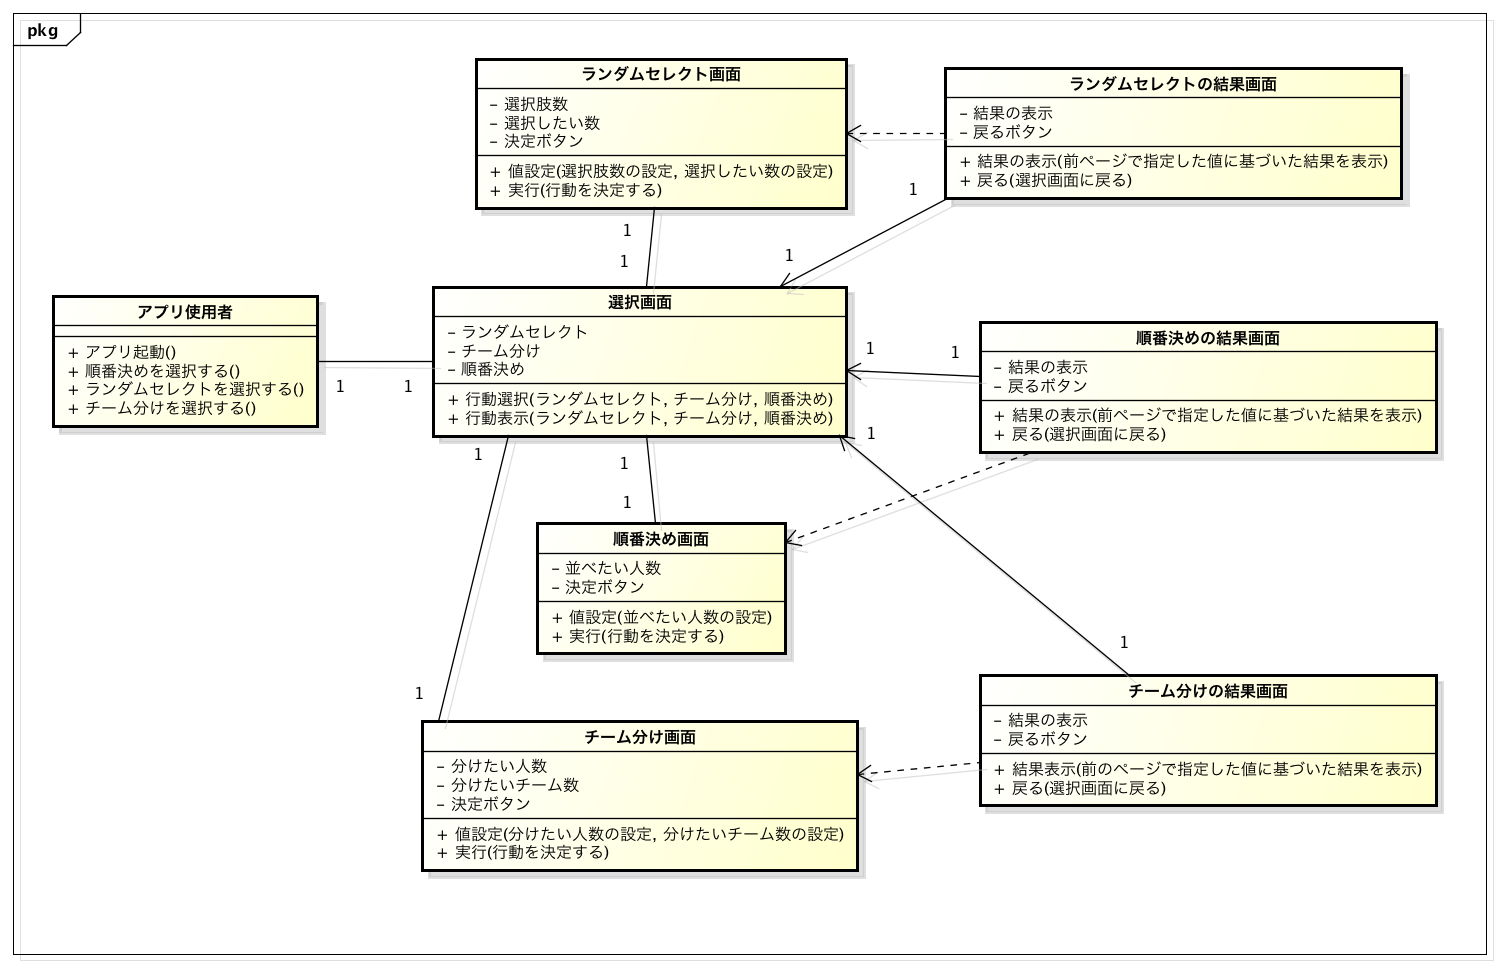 pkg
ランダムセレクト画面
– 選択肢数
– 選択したい数
– 決定ボタン
+ 値設定(選択肢数の設定, 選択したい数の設定)
+ 実行(行動を決定する)
ランダムセレクトの結果画面
– 結果の表示
– 戻るボタン
+ 結果の表示(前ページで指定した値に基づいた結果を表示)
+ 戻る(選択画面に戻る)
1
1
1
1
アプリ使用者
+ アプリ起動()
+ 順番決めを選択する()
+ ランダムセレクトを選択する()
+ チーム分けを選択する()
1
1
選択画面
– ランダムセレクト
– チーム分け
– 順番決め
+ 行動選択(ランダムセレクト, チーム分け, 順番決め)
+ 行動表示(ランダムセレクト, チーム分け, 順番決め)
1
1
順番決めの結果画面
– 結果の表示
– 戻るボタン
+ 結果の表示(前ページで指定した値に基づいた結果を表示)
+ 戻る(選択画面に戻る)
1
1
1
1
順番決め画面
– 並べたい人数
– 決定ボタン
+ 値設定(並べたい人数の設定)
+ 実行(行動を決定する)
1
1
チーム分け画面
– 分けたい人数
– 分けたいチーム数
– 決定ボタン
+ 値設定(分けたい人数の設定, 分けたいチーム数の設定)
+ 実行(行動を決定する)
チーム分けの結果画面
– 結果の表示
– 戻るボタン
+ 結果表示(前のページで指定した値に基づいた結果を表示)
+ 戻る(選択画面に戻る)